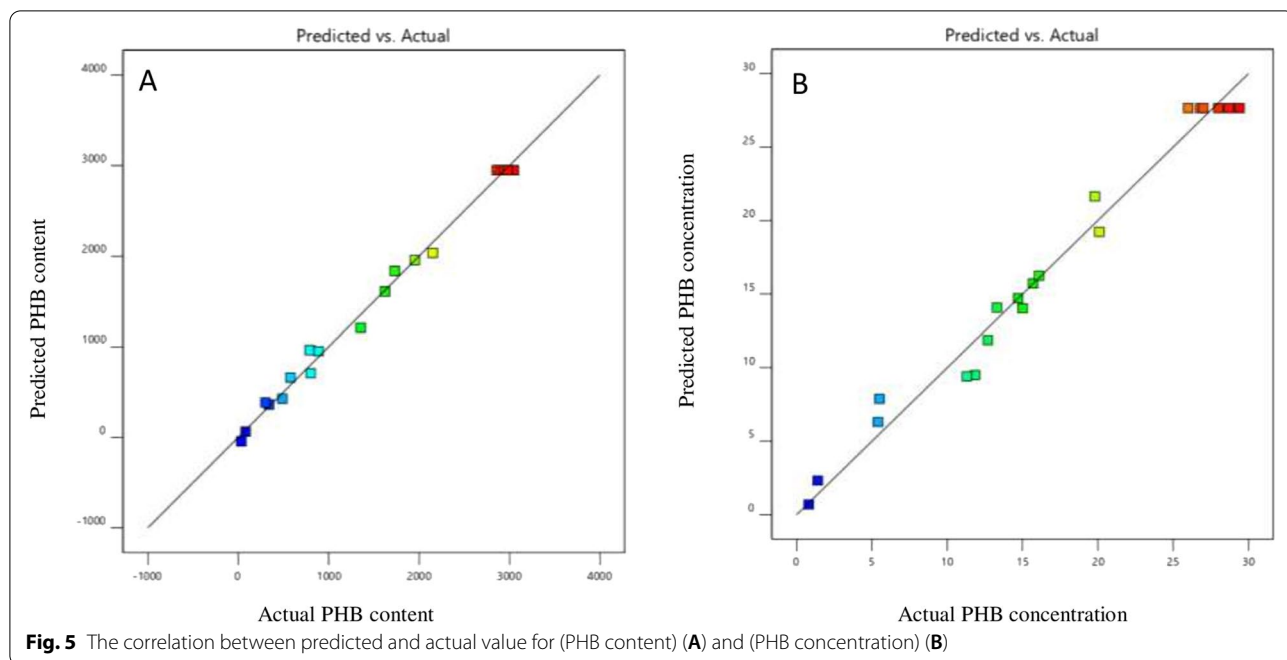 Predicted vs. Actual
A
4000
3000
2000
1000
0
-1000
Predicted PHB content
-1000 0 1000 2000 3000 4000
Actual PHB content
Predicted vs. Actual
B
30
25
20
15
10
5
0
Predicted PHB concentration
0 5 10 15 20 25 30
Actual PHB concentration
Fig. 5 The correlation between predicted and actual value for (PHB content) (A) and (PHB concentration) (B)